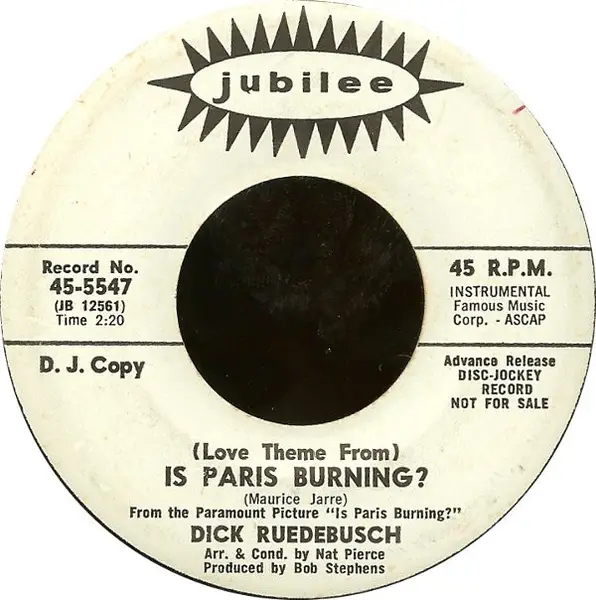 jubilee
Record No.
45-5547
(JB 12561)
Time 2:20
45 R.P.M.
INSTRUMENTAL
Famous Music
Corp. - ASCAP
D. J. Copy
Advance Release
DISC-JOCKEY
RECORD
NOT FOR SALE
(Love Theme From)
IS PARIS BURNING?
(Maurice Jarre)
From the Paramount Picture "Is Paris Burning?"
DICK RUEDEBUSCH
Arr. & Cond. by Nat Pierce
Produced by Bob Stephens